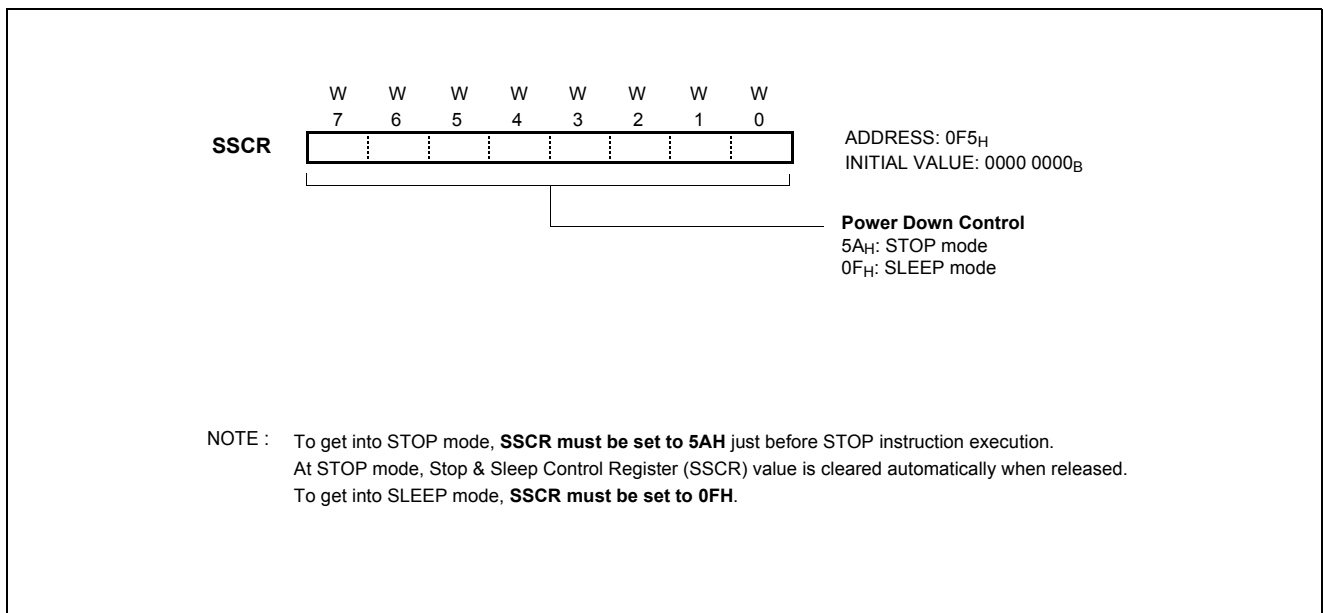 W W W W W W W W
7 6 5 4 3 2 1 0
SSCR
ADDRESS: 0F5H
INITIAL VALUE: 0000 0000B
Power Down Control
5AH: STOP mode
0FH: SLEEP mode
NOTE : To get into STOP mode, SSCR must be set to 5AH just before STOP instruction execution.
At STOP mode, Stop & Sleep Control Register (SSCR) value is cleared automatically when released.
To get into SLEEP mode, SSCR must be set to 0FH.